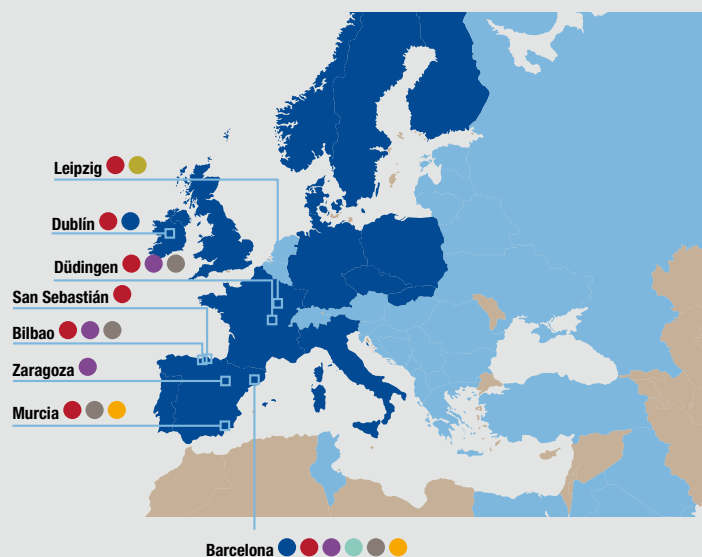 Leipzig
Dublín
Düdingen
San Sebastián
Bilbao
Zaragoza
Murcia
Barcelona